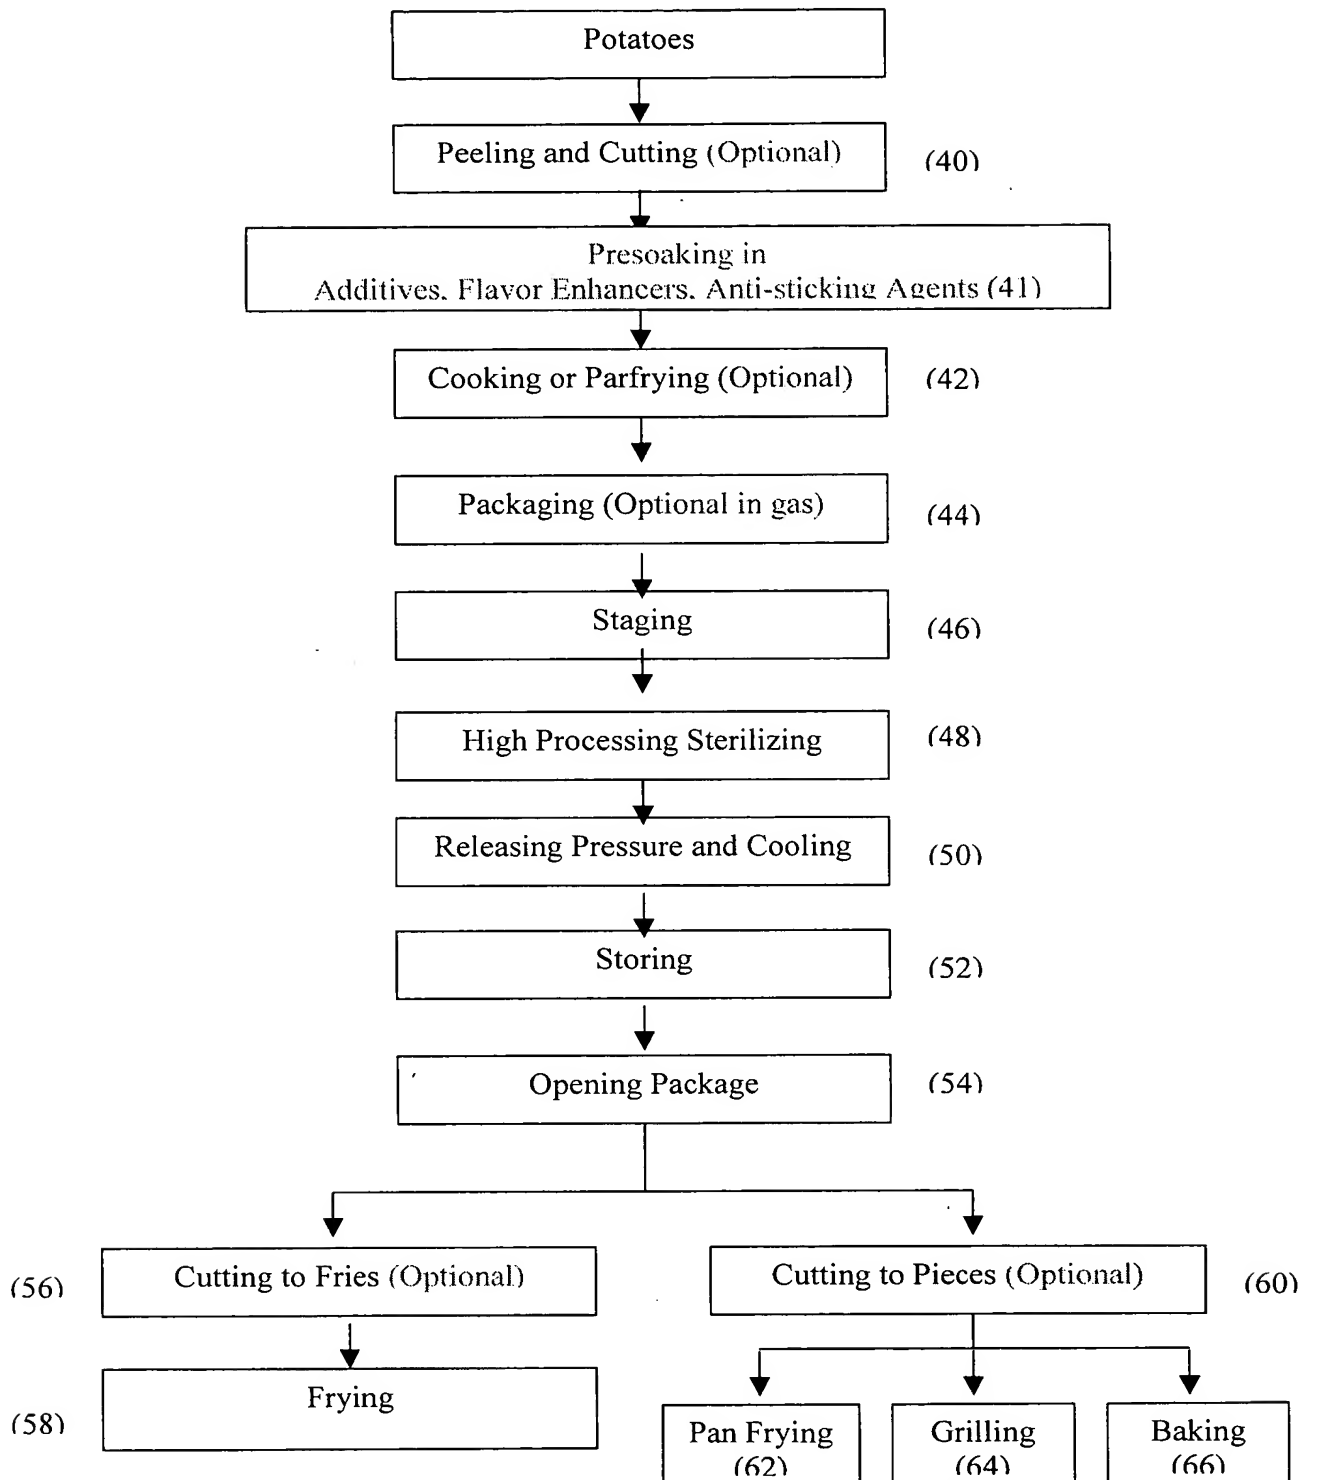 Potatoes
Peeling and Cutting (Optional)
(40)
Presoaking in
Additives, Flavor Enhancers, Anti-sticking Agents (41)
Cooking or Parfrying (Optional)
(42)
Packaging (Optional in gas)
(44)
Staging
(46)
High Processing Sterilizing
(48)
Releasing Pressure and Cooling
(50)
Storing
(52)
Opening Package
(54)
Cutting to Fries (Optional)
(56)
Cutting to Pieces (Optional)
(60)
Frying
(58)
Pan Frying
(62)
Grilling
(64)
Baking
(66)